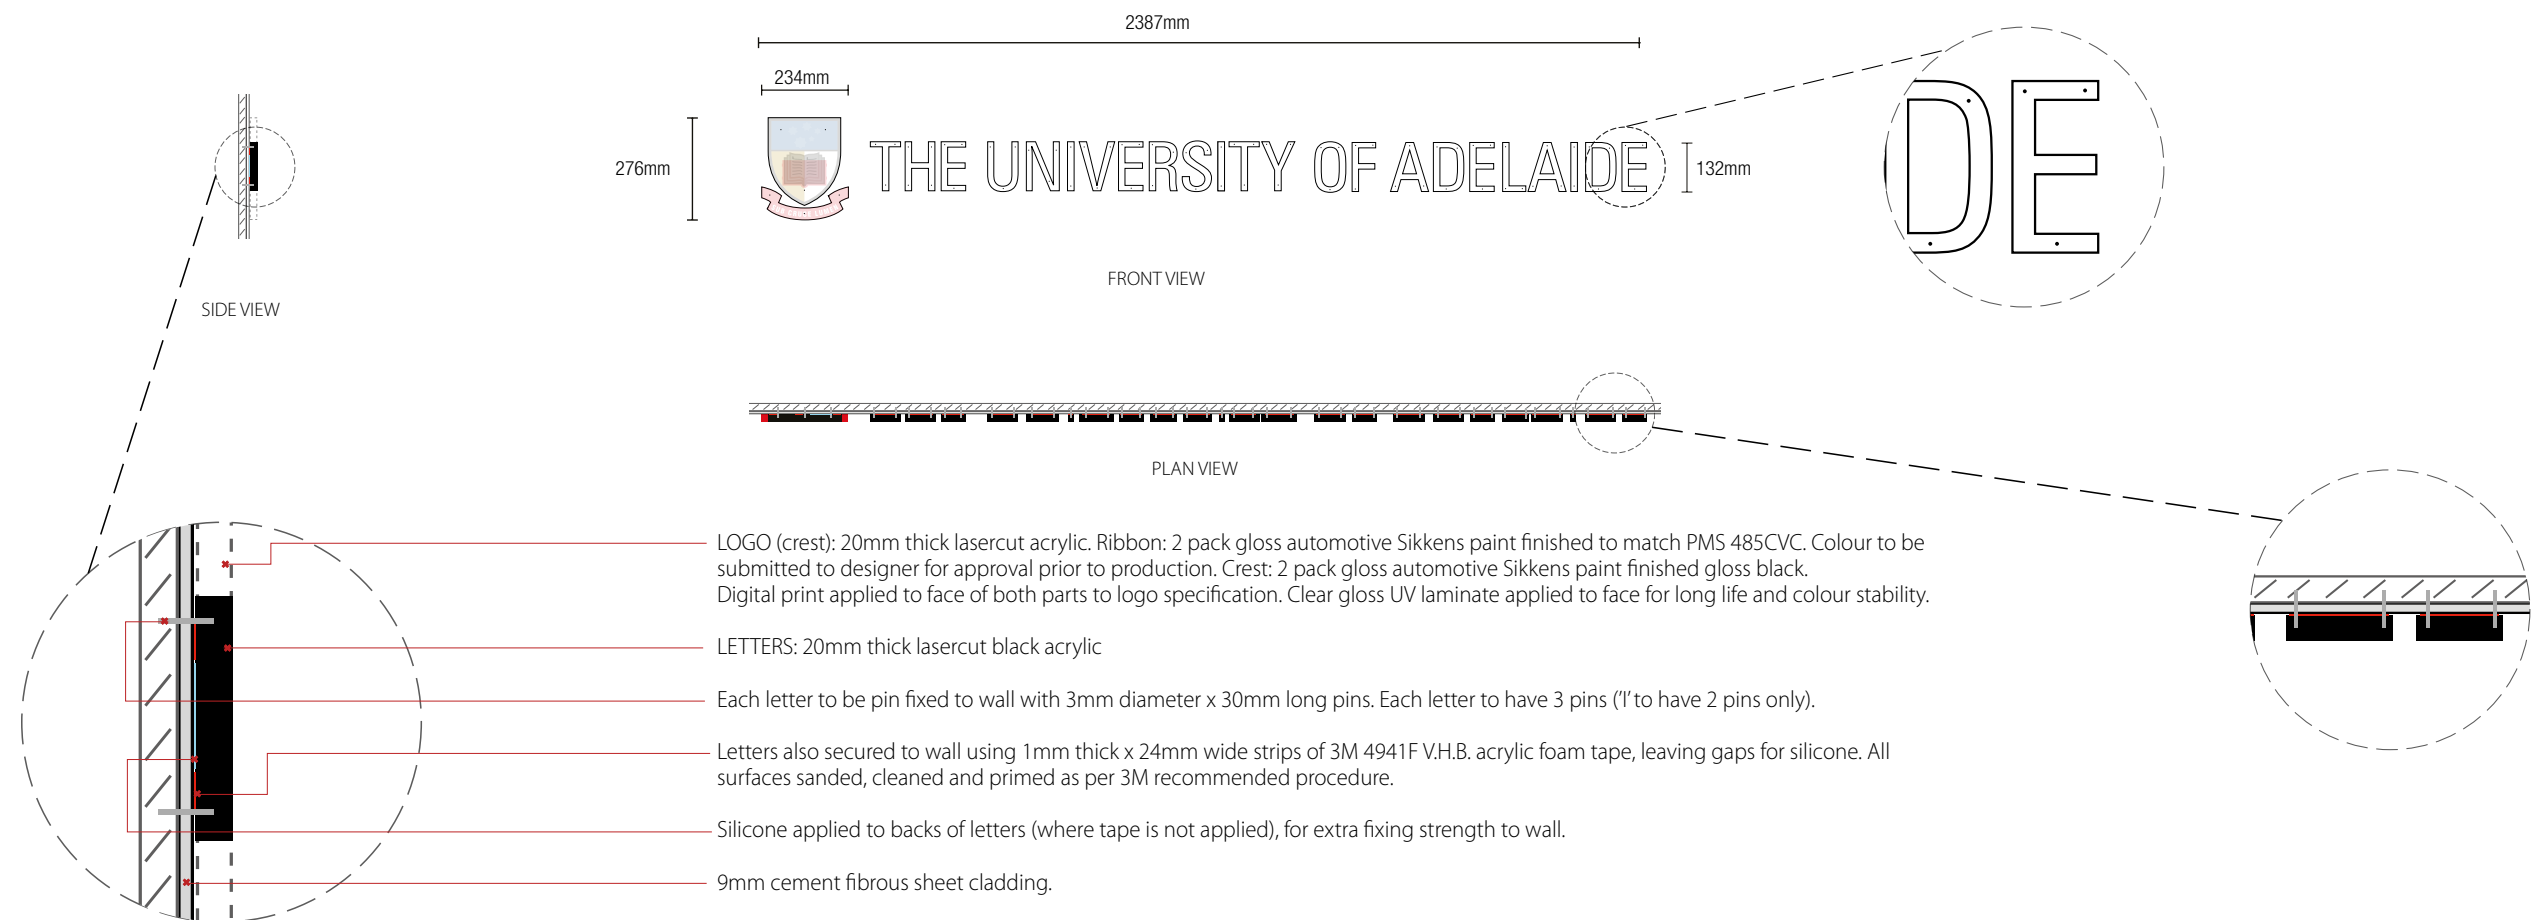 2387mm
234mm
276mm
THE UNIVERSITY OF ADELAIDE
132mm
DE
FRONT VIEW
SIDE VIEW
PLAN VIEW
LOGO (crest): 20mm thick lasercut acrylic. Ribbon: 2 pack gloss automotive Sikkens paint finished to match PMS 485CVC. Colour to be
submitted to designer for approval prior to production. Crest: 2 pack gloss automotive Sikkens paint finished gloss black.
Digital print applied to face of both parts to logo specification. Clear gloss UV laminate applied to face for long life and colour stability.
LETTERS: 20mm thick lasercut black acrylic
Each letter to be pin fixed to wall with 3mm diameter x 30mm long pins. Each letter to have 3 pins ('I' to have 2 pins only).
Letters also secured to wall using 1mm thick x 24mm wide strips of 3M 4941F V.H.B. acrylic foam tape, leaving gaps for silicone. All
surfaces sanded, cleaned and primed as per 3M recommended procedure.
Silicone applied to backs of letters (where tape is not applied), for extra fixing strength to wall.
9mm cement fibrous sheet cladding.